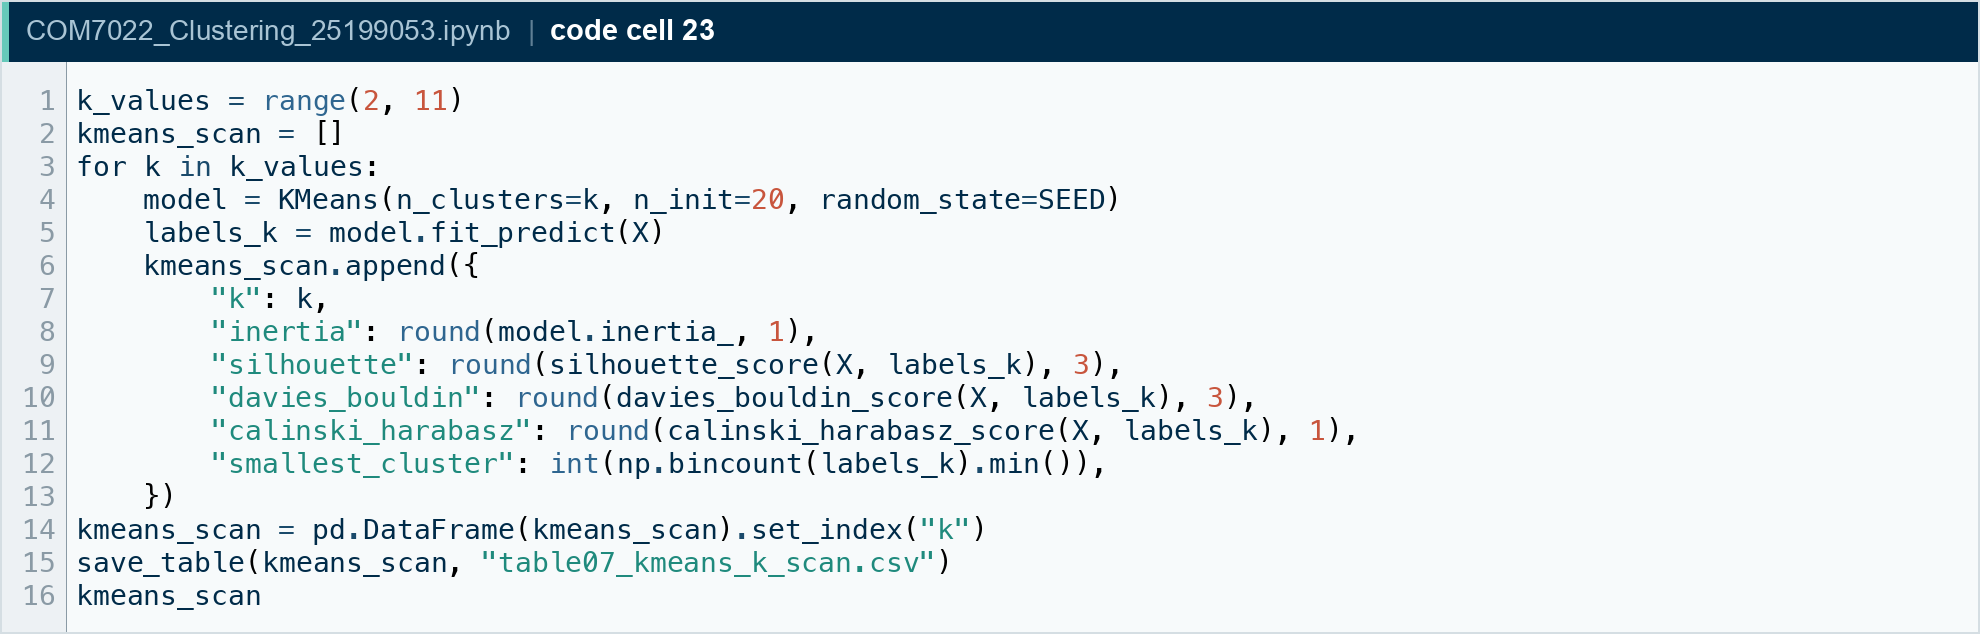 COM7022_Clustering_25199053.ipynb | code cell 23
1 k_values = range(2, 11)
2 kmeans_scan = []
3 for k in k_values:
4     model = KMeans(n_clusters=k, n_init=20, random_state=SEED)
5     labels_k = model.fit_predict(X)
6     kmeans_scan.append({
7         "k": k,
8         "inertia": round(model.inertia_, 1),
9         "silhouette": round(silhouette_score(X, labels_k), 3),
10         "davies_bouldin": round(davies_bouldin_score(X, labels_k), 3),
11         "calinski_harabasz": round(calinski_harabasz_score(X, labels_k), 1),
12         "smallest_cluster": int(np.bincount(labels_k).min()),
13     })
14 kmeans_scan = pd.DataFrame(kmeans_scan).set_index("k")
15 save_table(kmeans_scan, "table07_kmeans_k_scan.csv")
16 kmeans_scan